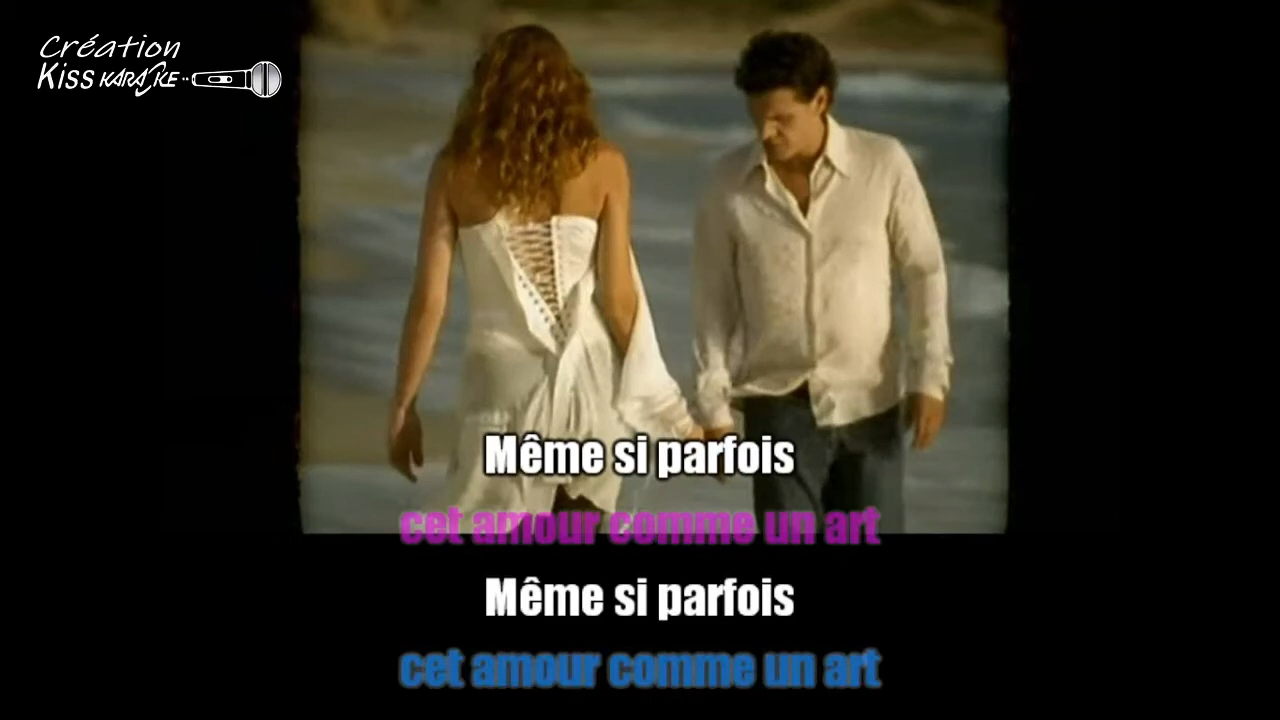 Création
Kiss KARAOKE
Même si parfois
cet amour comme un art
Même si parfois
cet amour comme un art